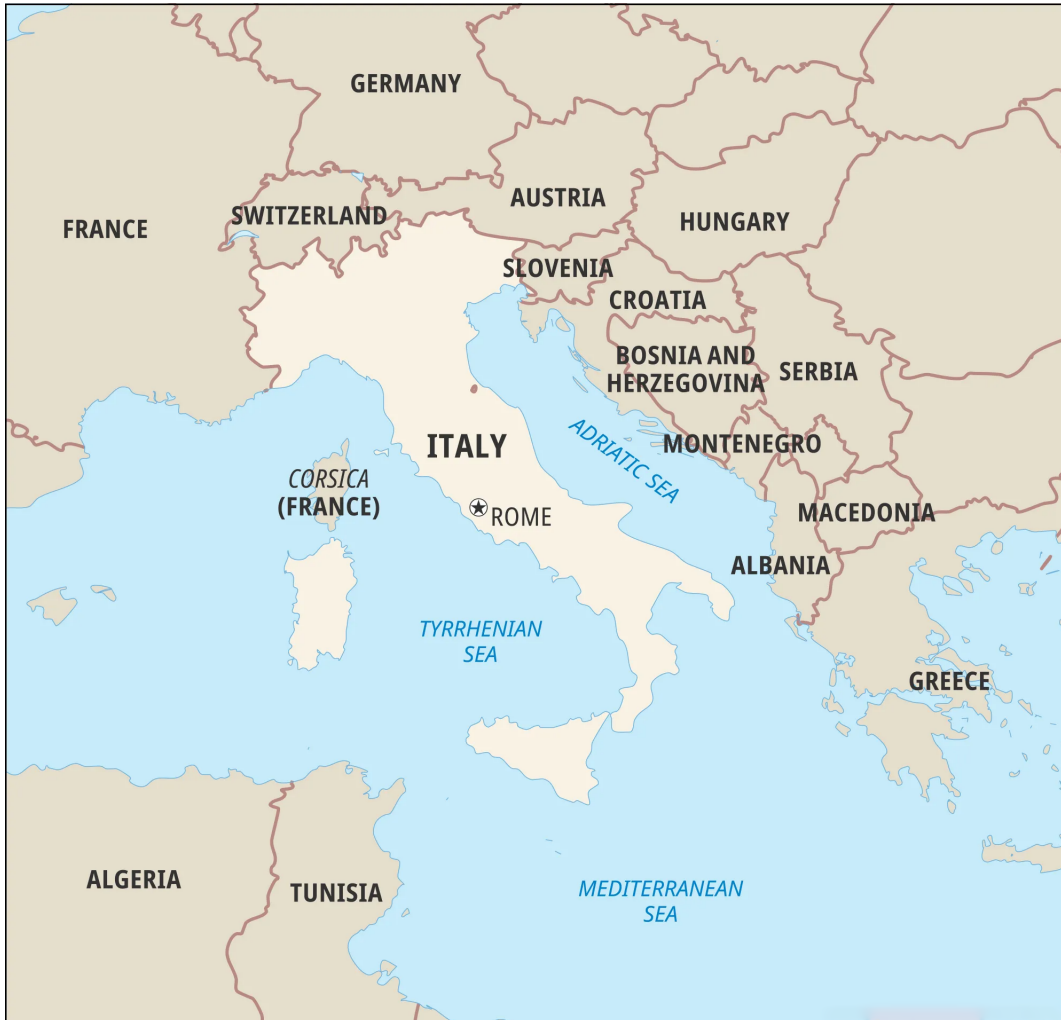 GERMANY
AUSTRIA
FRANCE
SWITZERLAND
HUNGARY
SLOVENIA
CROATIA
BOSNIA AND
HERZEGOVINA
SERBIA
ITALY
ADRIATIC SEA
MONTENEGRO
CORSICA
(FRANCE)
ROME
MACEDONIA
ALBANIA
TYRRHENIAN
SEA
GREECE
ALGERIA
TUNISIA
MEDITERRANEAN
SEA